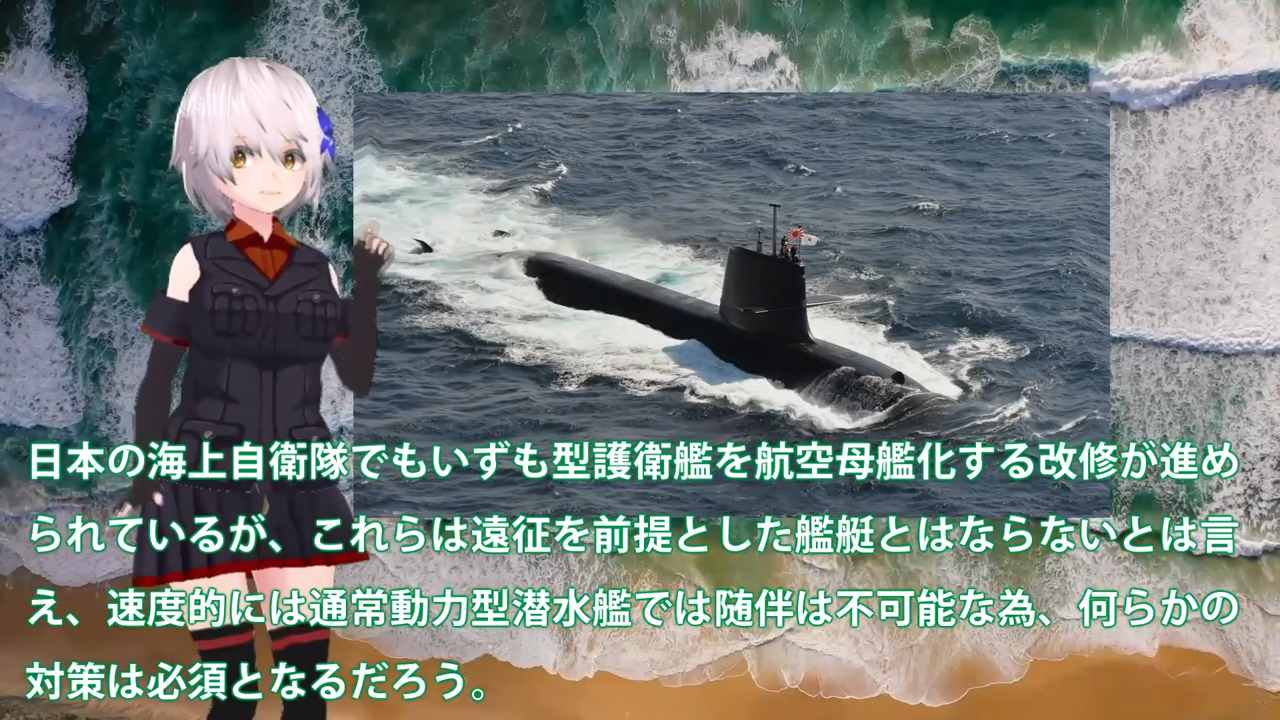 日本の海上自衛隊でもいずも型護衛艦を航空母艦化する改修が進め
られているが、これらは遠征を前提とした艦艇とはならないとは言
え、速度的には通常動力型潜水艦では随伴は不可能な為、何らかの
対策は必須となるだろう。